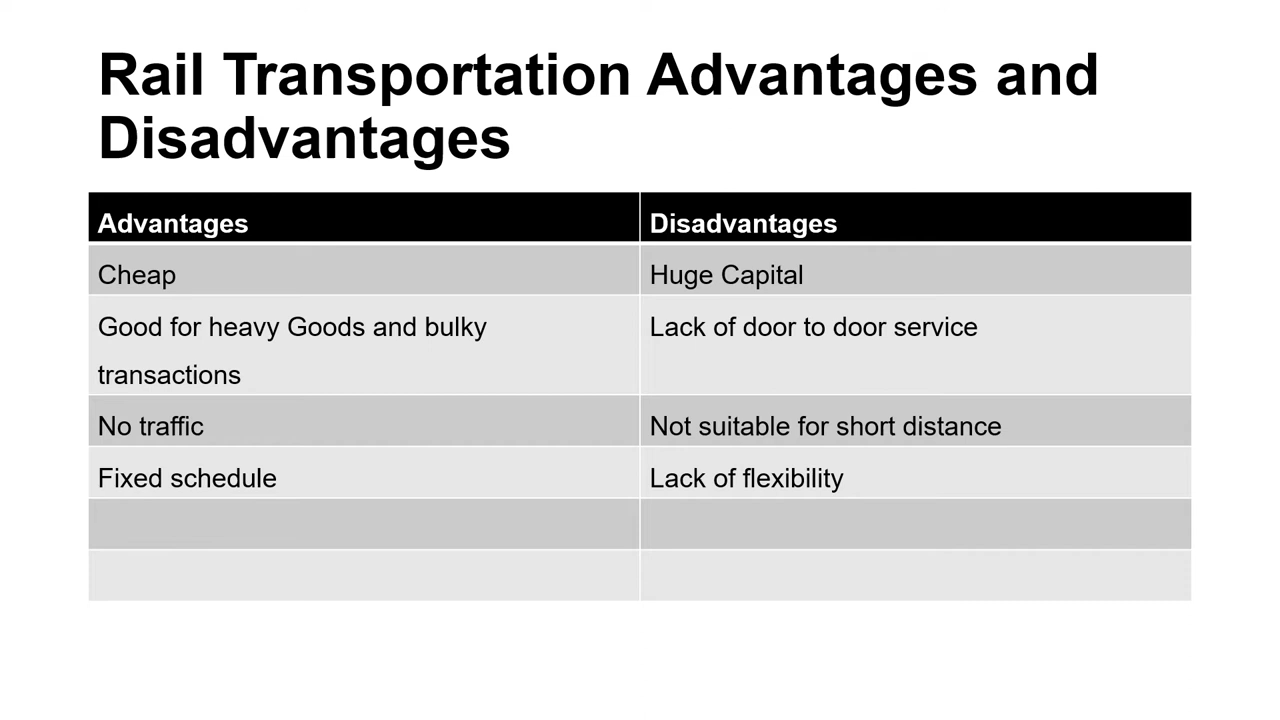 Rail Transportation Advantages and
Disadvantages
Advantages
Disadvantages
Cheap
Huge Capital
Good for heavy Goods and bulky
transactions
Lack of door to door service
No traffic
Not suitable for short distance
Fixed schedule
Lack of flexibility